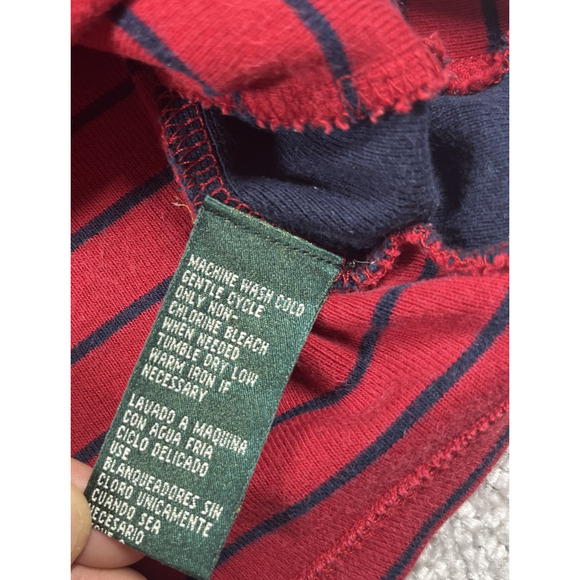 MACHINE WASH COLD
GENTLE CYCLE
ONLY NON-
CHLORINE BLEACH
WHEN NEEDED
TUMBLE DRY LOW
WARM IRON IF
NECESSARY
LAVADO A MAQUINA
CON AGUA FRIA
CICLO DELICADO
USE
BLANQUEADORES SIN
CLORO UNICAMENTE
CUANDO SEA
NECESARIO